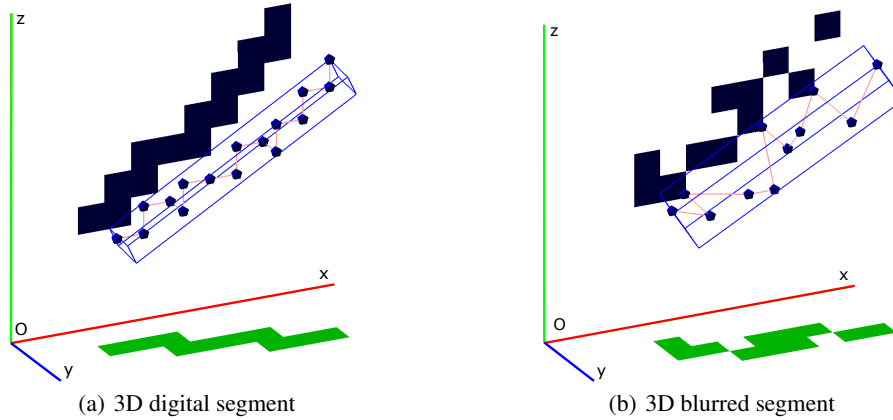 z
z
x
x
O
O
y
y
(a) 3D digital segment
(b) 3D blurred segment